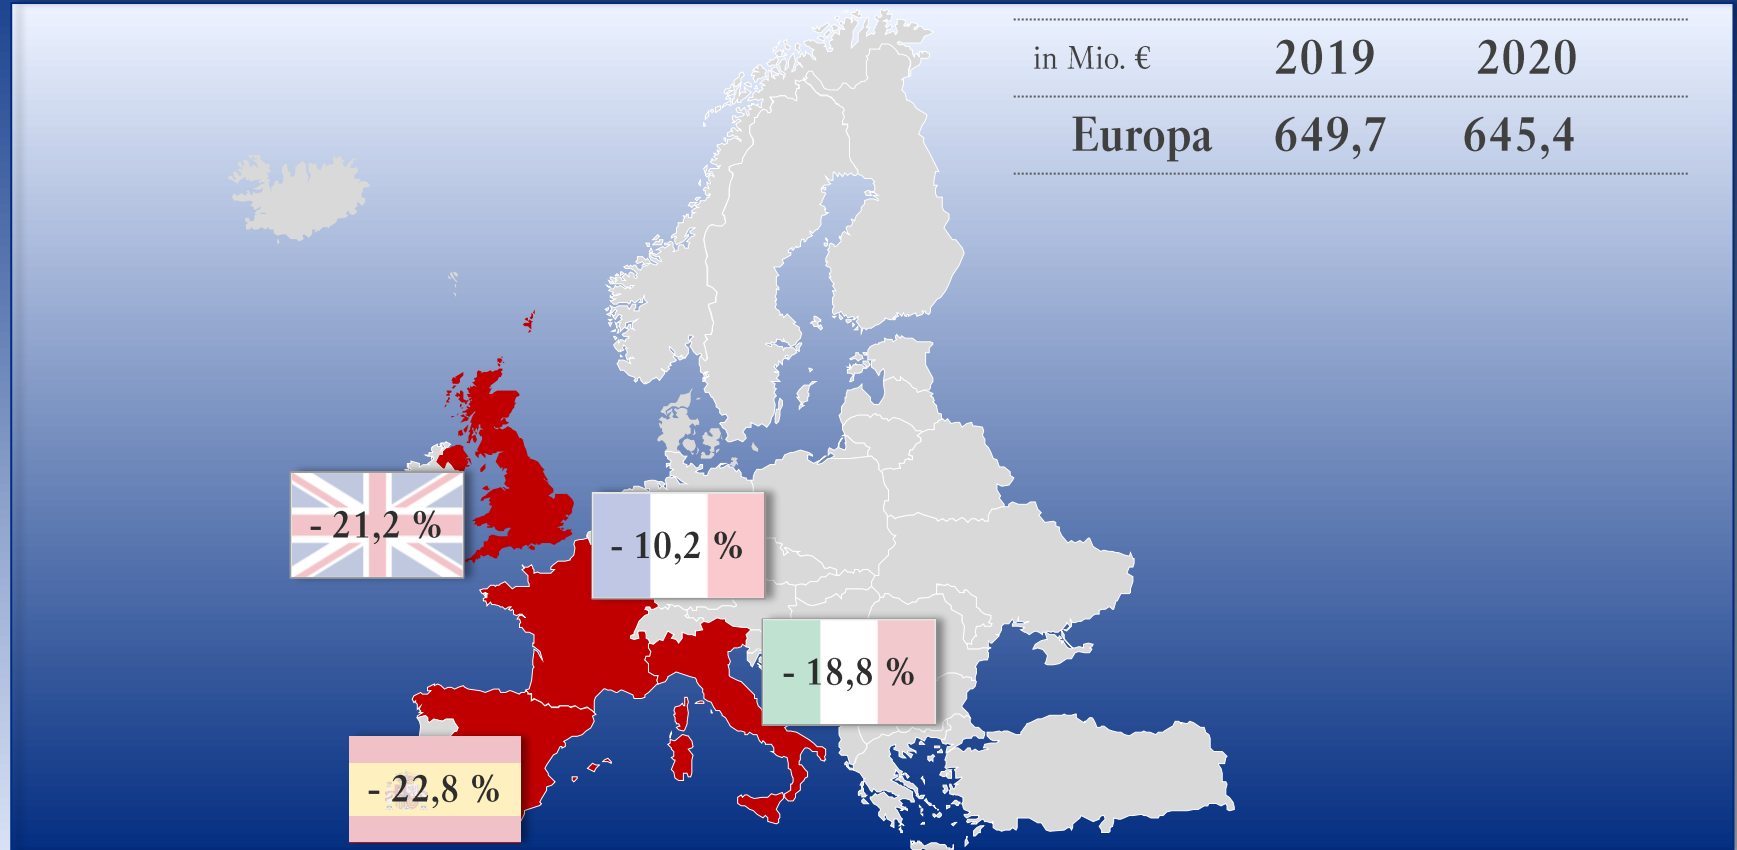 in Mio. € 2019 2020
Europa 649,7 645,4
- 21,2 %
- 10,2 %
- 18,8 %
- 22,8 %